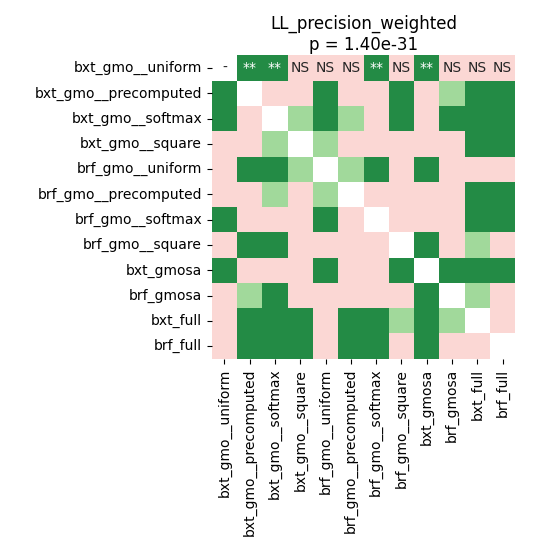 LL_precision_weighted
p = 1.40e-31
bxt_gmo__uniform - ** ** NS NS NS ** NS ** NS NS NS
bxt_gmo__precomputed
bxt_gmo__softmax
bxt_gmo__square
brf_gmo__uniform
brf_gmo__precomputed
brf_gmo__softmax
brf_gmo__square
bxt_gmosa
brf_gmosa
bxt_full
brf_full
bxt_gmo__uniform
bxt_gmo__precomputed
bxt_gmo__softmax
bxt_gmo__square
brf_gmo__uniform
brf_gmo__precomputed
brf_gmo__softmax
brf_gmo__square
bxt_gmosa
brf_gmosa
bxt_full
brf_full